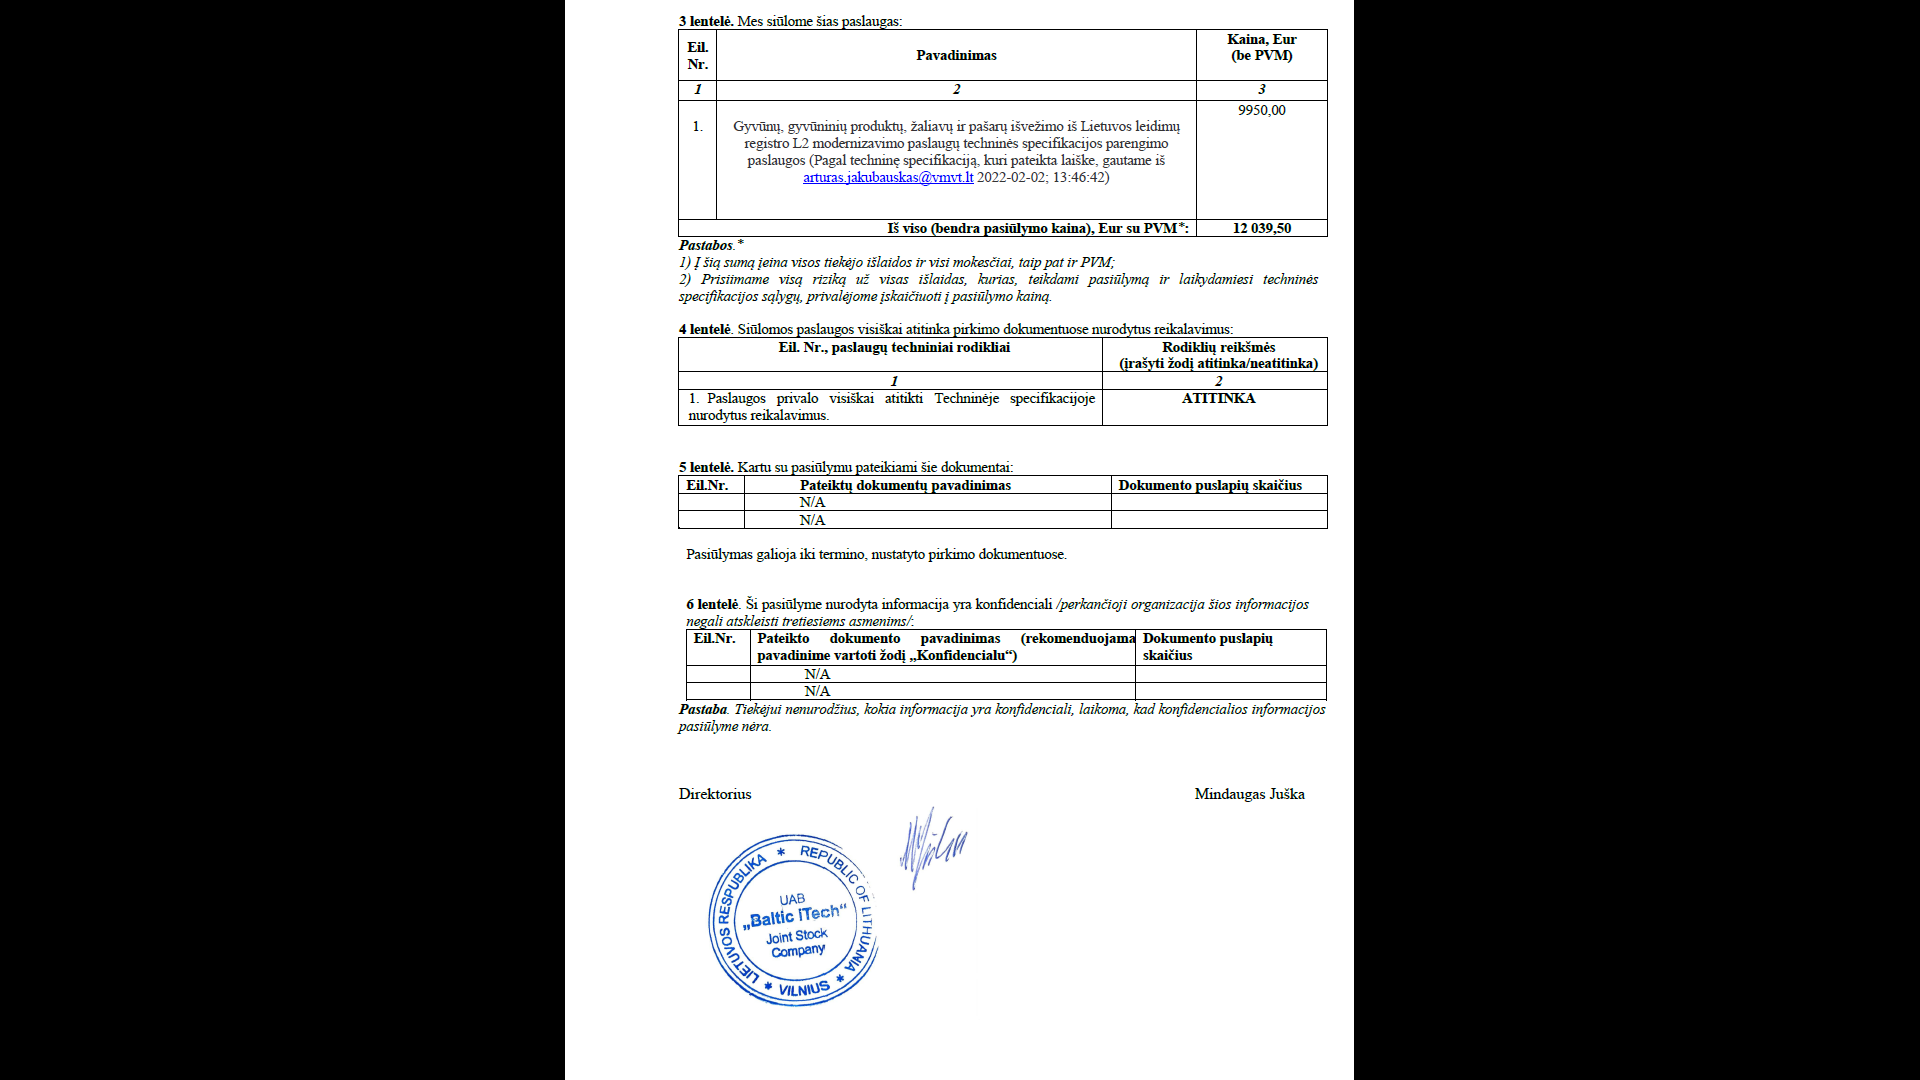 3 lentelė. Mes siūlome šias paslaugas:
Eil. Nr.
Pavadinimas
Kaina, Eur
(be PVM)
1
2
3
1.
Gyvūnų, gyvūninių produktų, žaliavų ir pašarų išvežimo iš Lietuvos leidimų
registro L2 modernizavimo paslaugų techninės specifikacijos parengimo
paslaugos (Pagal techninę specifikaciją, kuri pateikta laiške, gautame iš
arturas.jakubauskas@vmvt.lt 2022-02-02; 13:46:42)
9950,00
Iš viso (bendra pasiūlymo kaina), Eur su PVM*:
12 039,50
Pastabos.*
1) Į šią sumą įeina visos tiekėjo išlaidos ir visi mokesčiai, taip pat ir PVM;
2) Prisiimame visą riziką už visas išlaidas, kurias, teikdami pasiūlymą ir laikydamiesi techninės
specifikacijos sąlygų, privalėjome įskaičiuoti į pasiūlymo kainą.
4 lentelė. Siūlomos paslaugos visiškai atitinka pirkimo dokumentuose nurodytus reikalavimus:
Eil. Nr., paslaugų techniniai rodikliai
Rodiklių reikšmės
(įrašyti žodį atitinka/neatitinka)
1
2
1. Paslaugos privalo visiškai atitikti Techninėje specifikacijoje
nurodytus reikalavimus.
ATITINKA
5 lentelė. Kartu su pasiūlymu pateikiami šie dokumentai:
Eil.Nr.
Pateiktų dokumentų pavadinimas
Dokumento puslapių skaičius
N/A
N/A
Pasiūlymas galioja iki termino, nustatyto pirkimo dokumentuose.
6 lentelė. Ši pasiūlyme nurodyta informacija yra konfidenciali /perkančioji organizacija šios informacijos
negali atskleisti tretiesiems asmenims/:
Eil.Nr.
Pateikto dokumento pavadinimas (rekomenduojama
pavadinime vartoti žodį „Konfidencialu“)
Dokumento puslapių
skaičius
N/A
N/A
Pastaba. Tiekėjui nenurodžius, kokia informacija yra konfidenciali, laikoma, kad konfidencialios informacijos
pasiūlyme nėra.
Direktorius
Mindaugas Juška
LIETUVOS RESPUBLIKA * REPUBLIC OF LITHUANIA * VILNIUS *
UAB
„Baltic iTech“
Joint Stock
Company